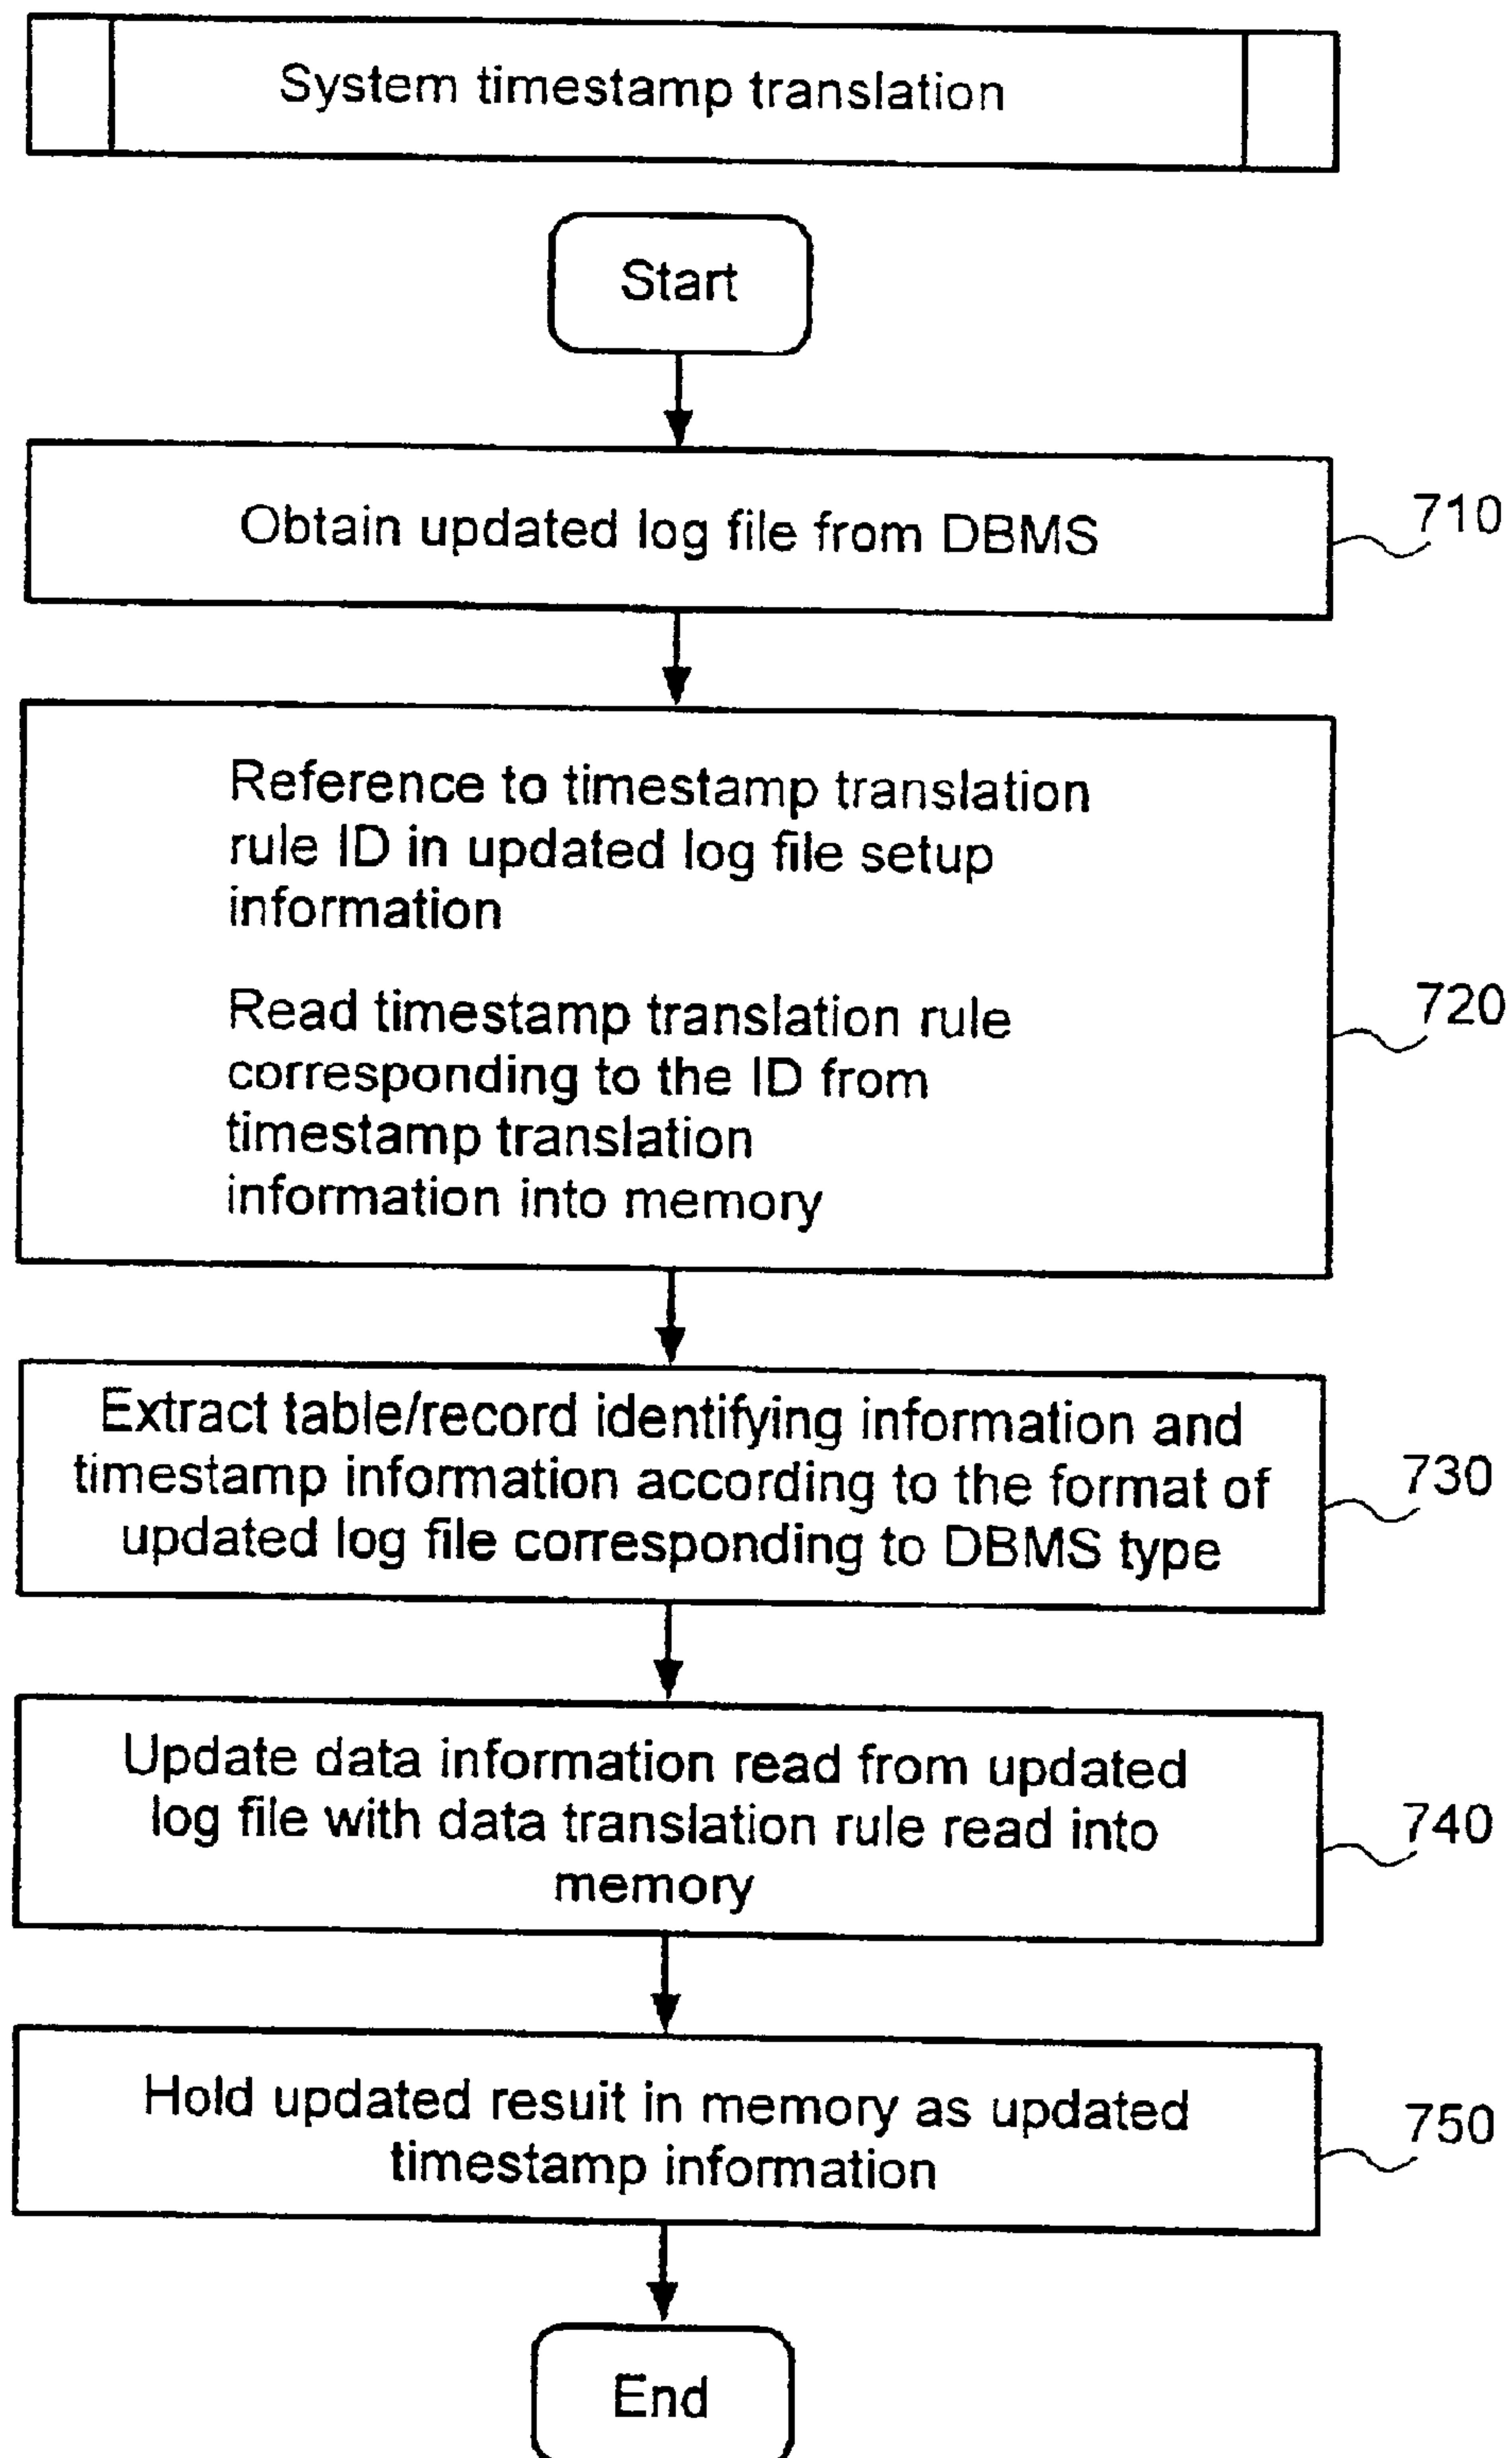 System timestamp translation
Start
Obtain updated log file from DBMS
710
Reference to timestamp translation
rule ID in updated log file setup
information
Read timestamp translation rule
corresponding to the ID from
timestamp translation
information into memory
720
Extract table/record identifying information and
timestamp information according to the format of
updated log file corresponding to DBMS type
730
Update data information read from updated
log file with data translation rule read into
memory
740
Hold updated resuit in memory as updated
timestamp information
750
End